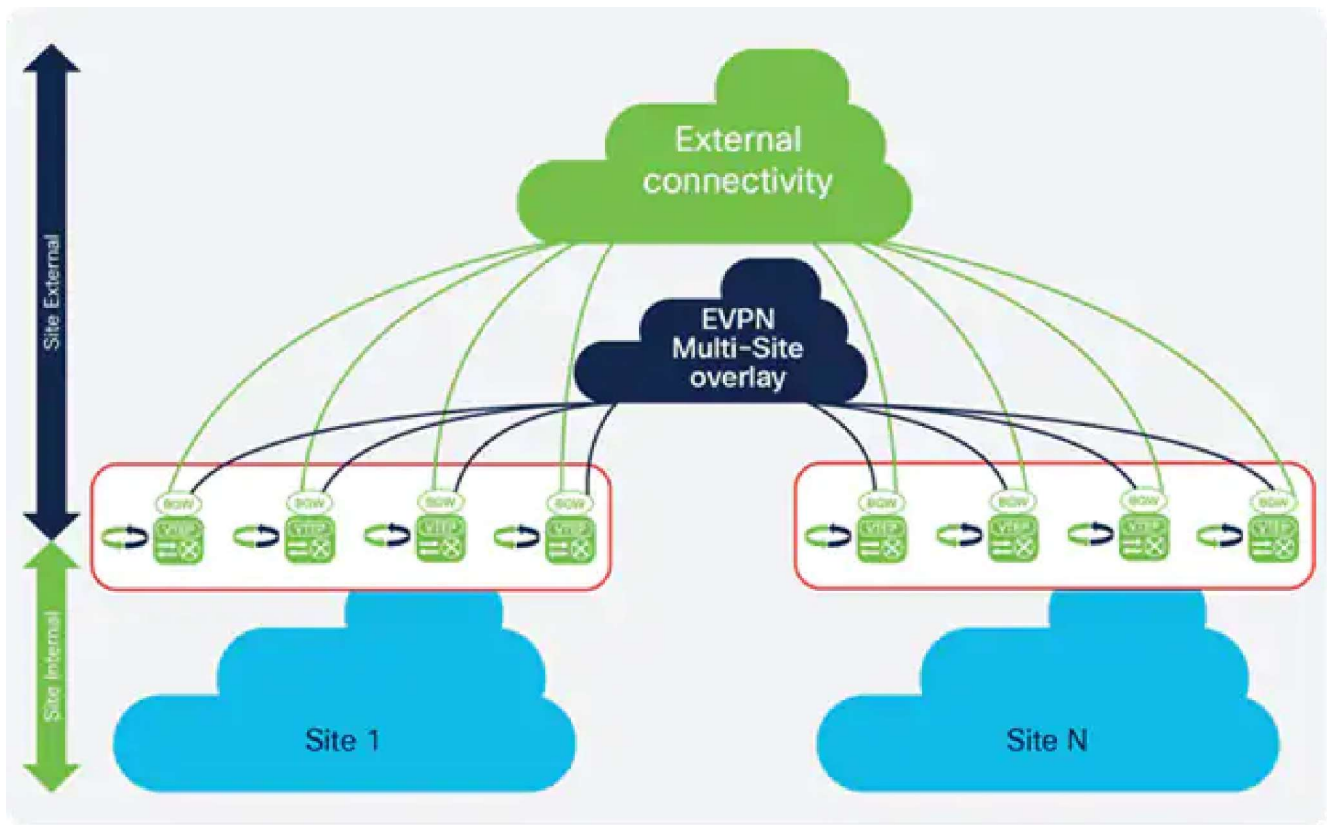 External
connectivity
Site External
EVPN
Multi-Site
overlay
BGW
BGW
BGW
BGW
BGW
BGW
BGW
BGW
VTEP
VTEP
VTEP
VTEP
VTEP
VTEP
VTEP
VTEP
Site Internal
Site 1
Site N